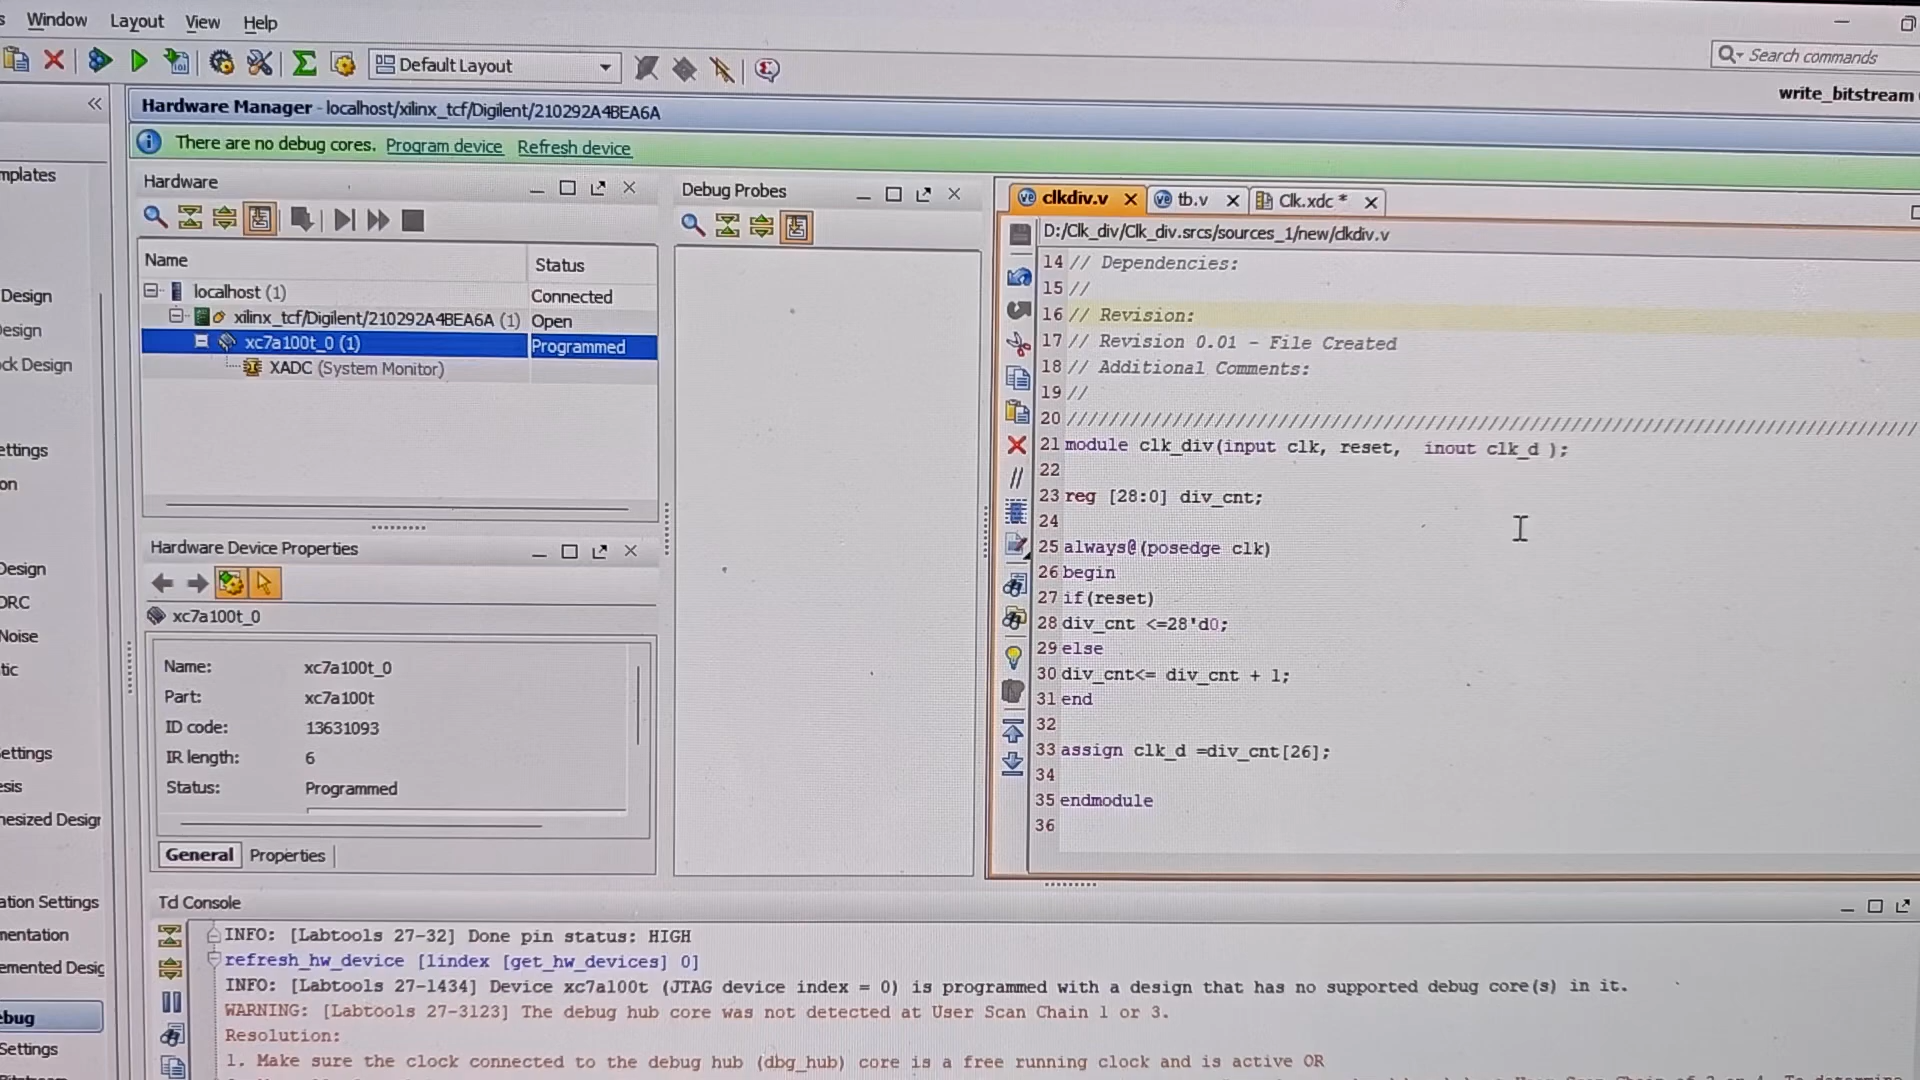 Window Layout View Help
Default Layout
Search commands
write_bitstream
Hardware Manager - localhost/xilinx_tcf/Digilent/210292A4BEA6A
There are no debug cores. Program device Refresh device
mplates
Design
esign
ck Design
ettings
on
Design
DRC
Noise
tic
ettings
sis
hesized Desigr
ation Settings
mentation
emented Desig
ebug
Settings
Hardware
Name Status
localhost (1) Connected
xilinx_tcf/Digilent/210292A4BEA6A (1) Open
xc7a100t_0 (1) Programmed
XADC (System Monitor)
Hardware Device Properties
xc7a100t_0
Name: xc7a100t_0
Part: xc7a100t
ID code: 13631093
IR length: 6
Status: Programmed
General Properties
Debug Probes
clkdiv.v tb.v Clk.xdc *
D:/Clk_div/Clk_div.srcs/sources_1/new/clkdiv.v
14 // Dependencies:
15 //
16 // Revision:
17 // Revision 0.01 - File Created
18 // Additional Comments:
19 //
20 //////////////////////////////////////////////////////////////////////////////////
21 module clk_div(input clk, reset, inout clk_d );
22
23 reg [28:0] div_cnt;
24
25 always@(posedge clk)
26 begin
27 if(reset)
28 div_cnt <=28'd0;
29 else
30 div_cnt<= div_cnt + 1;
31 end
32
33 assign clk_d =div_cnt[26];
34
35 endmodule
36
Tcl Console
INFO: [Labtools 27-32] Done pin status: HIGH
refresh_hw_device [lindex [get_hw_devices] 0]
INFO: [Labtools 27-1434] Device xc7a100t (JTAG device index = 0) is programmed with a design that has no supported debug core(s) in it.
WARNING: [Labtools 27-3123] The debug hub core was not detected at User Scan Chain 1 or 3.
Resolution:
1. Make sure the clock connected to the debug hub (dbg_hub) core is a free running clock and is active OR